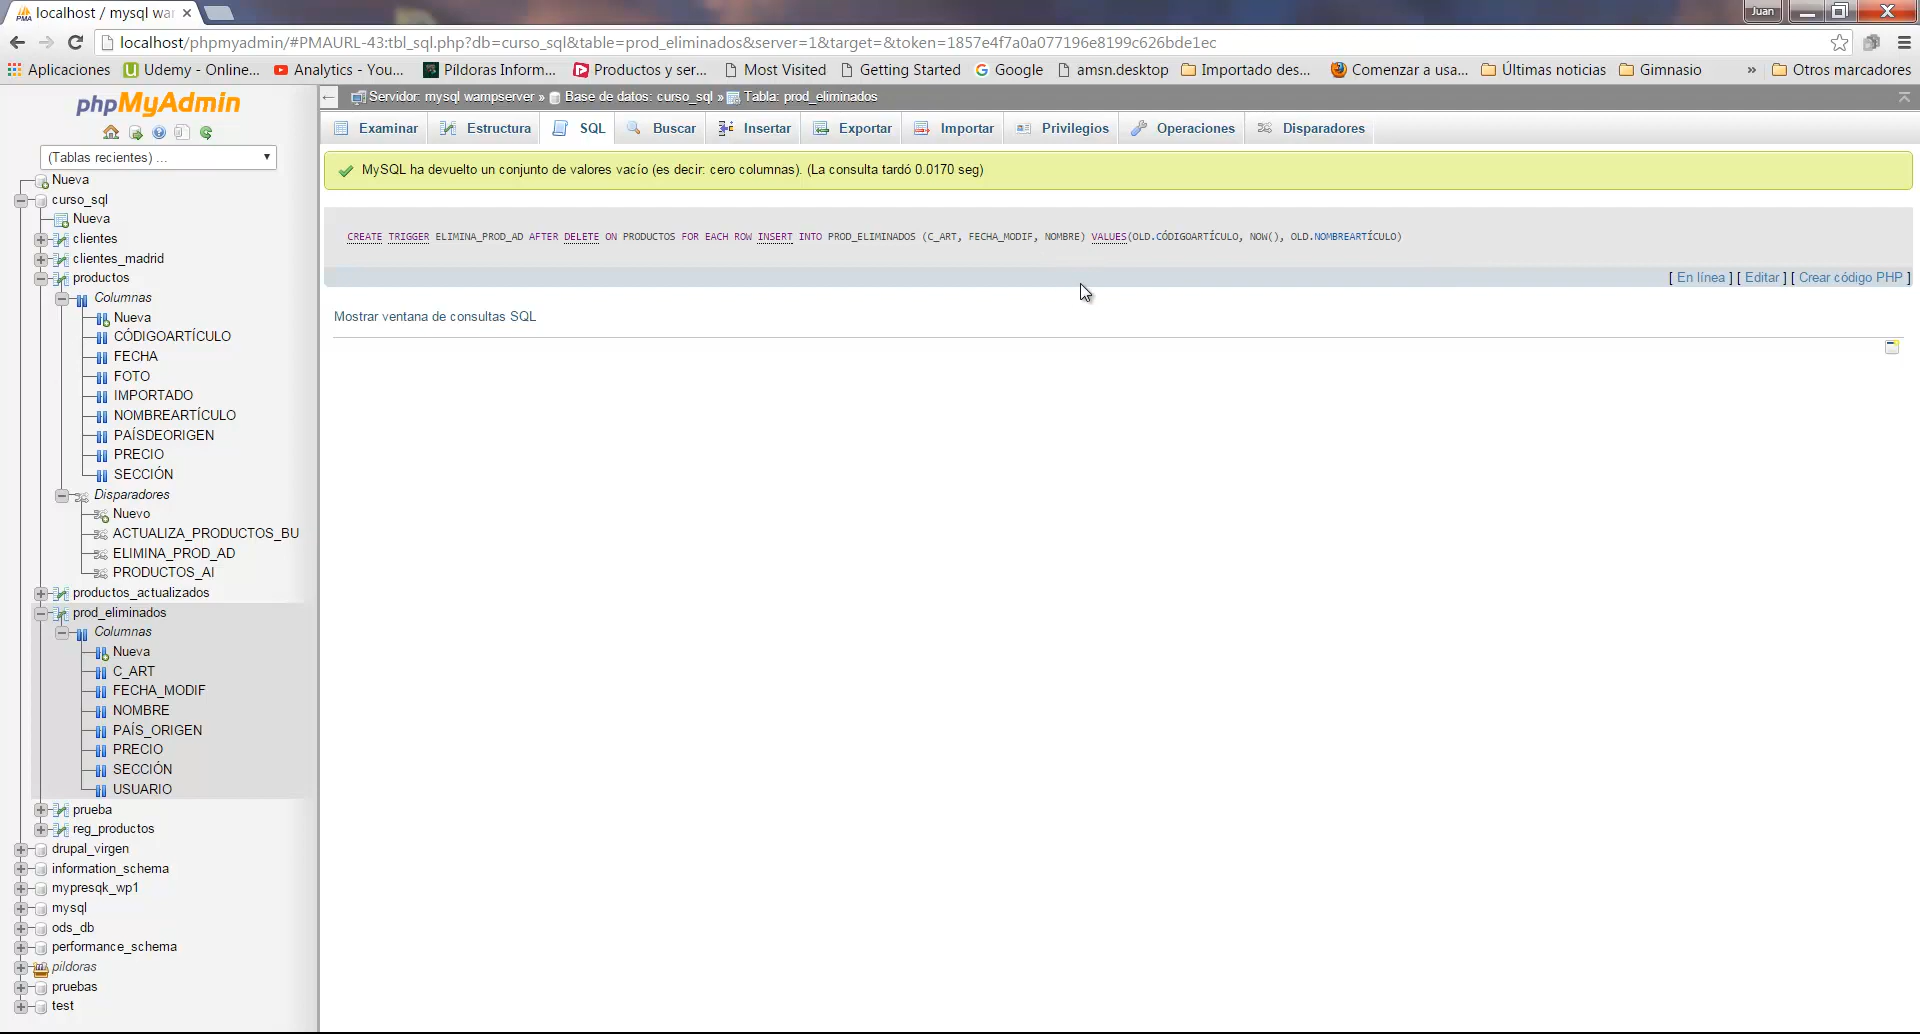 localhost / mysql wam
Juan
localhost/phpmyadmin/#PMAURL-43:tbl_sql.php?db=curso_sql&table=prod_eliminados&server=1&target=&token=1857e4f7a0a077196e8199c626bde1ec
Aplicaciones Udemy - Online... Analytics - You... Píldoras Inform... Productos y ser... Most Visited Getting Started Google amsn.desktop Importado des... Comenzar a usa... Últimas noticias Gimnasio » Otros marcadores
phpMyAdmin
(Tablas recientes) ...
Nueva
curso_sql
Nueva
clientes
clientes_madrid
productos
Columnas
Nueva
CÓDIGOARTÍCULO
FECHA
FOTO
IMPORTADO
NOMBREARTÍCULO
PAÍSDEORIGEN
PRECIO
SECCIÓN
Disparadores
Nuevo
ACTUALIZA_PRODUCTOS_BU
ELIMINA_PROD_AD
PRODUCTOS_AI
productos_actualizados
prod_eliminados
Columnas
Nueva
C_ART
FECHA_MODIF
NOMBRE
PAÍS_ORIGEN
PRECIO
SECCIÓN
USUARIO
prueba
reg_productos
drupal_virgen
information_schema
mypresqk_wp1
mysql
ods_db
performance_schema
pildoras
pruebas
test
Servidor: mysql wampserver » Base de datos: curso_sql » Tabla: prod_eliminados
Examinar Estructura SQL Buscar Insertar Exportar Importar Privilegios Operaciones Disparadores
MySQL ha devuelto un conjunto de valores vacío (es decir: cero columnas). (La consulta tardó 0.0170 seg)
CREATE TRIGGER ELIMINA_PROD_AD AFTER DELETE ON PRODUCTOS FOR EACH ROW INSERT INTO PROD_ELIMINADOS (C_ART, FECHA_MODIF, NOMBRE) VALUES(OLD.CÓDIGOARTÍCULO, NOW(), OLD.NOMBREARTÍCULO)
[ En línea ] [ Editar ] [ Crear código PHP ]
Mostrar ventana de consultas SQL